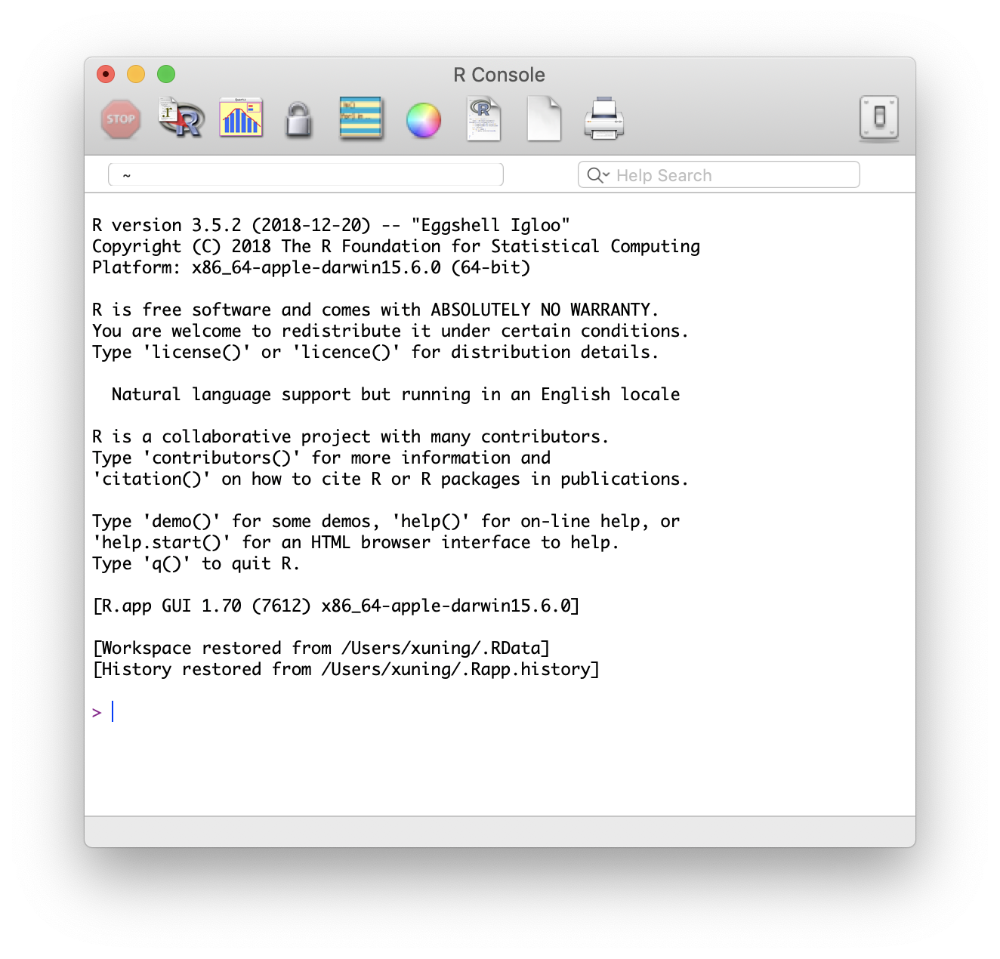 R Console
STOP
~
Help Search
R version 3.5.2 (2018-12-20) -- "Eggshell Igloo"
Copyright (C) 2018 The R Foundation for Statistical Computing
Platform: x86_64-apple-darwin15.6.0 (64-bit)
R is free software and comes with ABSOLUTELY NO WARRANTY.
You are welcome to redistribute it under certain conditions.
Type 'license()' or 'licence()' for distribution details.
Natural language support but running in an English locale
R is a collaborative project with many contributors.
Type 'contributors()' for more information and
'citation()' on how to cite R or R packages in publications.
Type 'demo()' for some demos, 'help()' for on-line help, or
'help.start()' for an HTML browser interface to help.
Type 'q()' to quit R.
[R.app GUI 1.70 (7612) x86_64-apple-darwin15.6.0]
[Workspace restored from /Users/xuning/.RData]
[History restored from /Users/xuning/.Rapp.history]
>